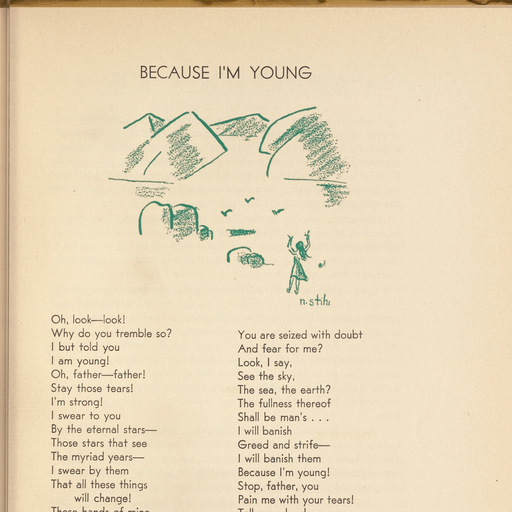 BECAUSE I'M YOUNG
n. stihi
Oh, look—look!
Why do you tremble so?
I but told you
I am young!
Oh, father—father!
Stay those tears!
I'm strong!
I swear to you
By the eternal stars—
Those stars that see
The myriad years—
I swear by them
That all these things
will change!
These hands of mine
You are seized with doubt
And fear for me?
Look, I say,
See the sky,
The sea, the earth?
The fullness thereof
Shall be man's . . .
I will banish
Greed and strife—
I will banish them
Because I'm young!
Stop, father, you
Pain me with your tears!